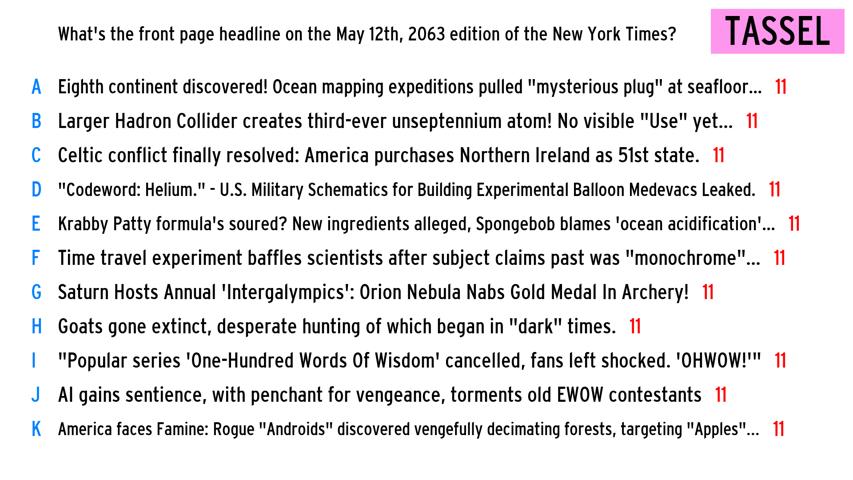 What's the front page headline on the May 12th, 2063 edition of the New York Times? TASSEL
A Eighth continent discovered! Ocean mapping expeditions pulled "mysterious plug" at seafloor... 11
B Larger Hadron Collider creates third-ever unseptennium atom! No visible "Use" yet... 11
C Celtic conflict finally resolved: America purchases Northern Ireland as 51st state. 11
D "Codeword: Helium." - U.S. Military Schematics for Building Experimental Balloon Medevacs Leaked. 11
E Krabby Patty formula's soured? New ingredients alleged, Spongebob blames 'ocean acidification'... 11
F Time travel experiment baffles scientists after subject claims past was "monochrome"... 11
G Saturn Hosts Annual 'Intergalympics': Orion Nebula Nabs Gold Medal In Archery! 11
H Goats gone extinct, desperate hunting of which began in "dark" times. 11
I "Popular series 'One-Hundred Words Of Wisdom' cancelled, fans left shocked. 'OHWOW!'" 11
J AI gains sentience, with penchant for vengeance, torments old EWOW contestants 11
K America faces Famine: Rogue "Androids" discovered vengefully decimating forests, targeting "Apples"... 11